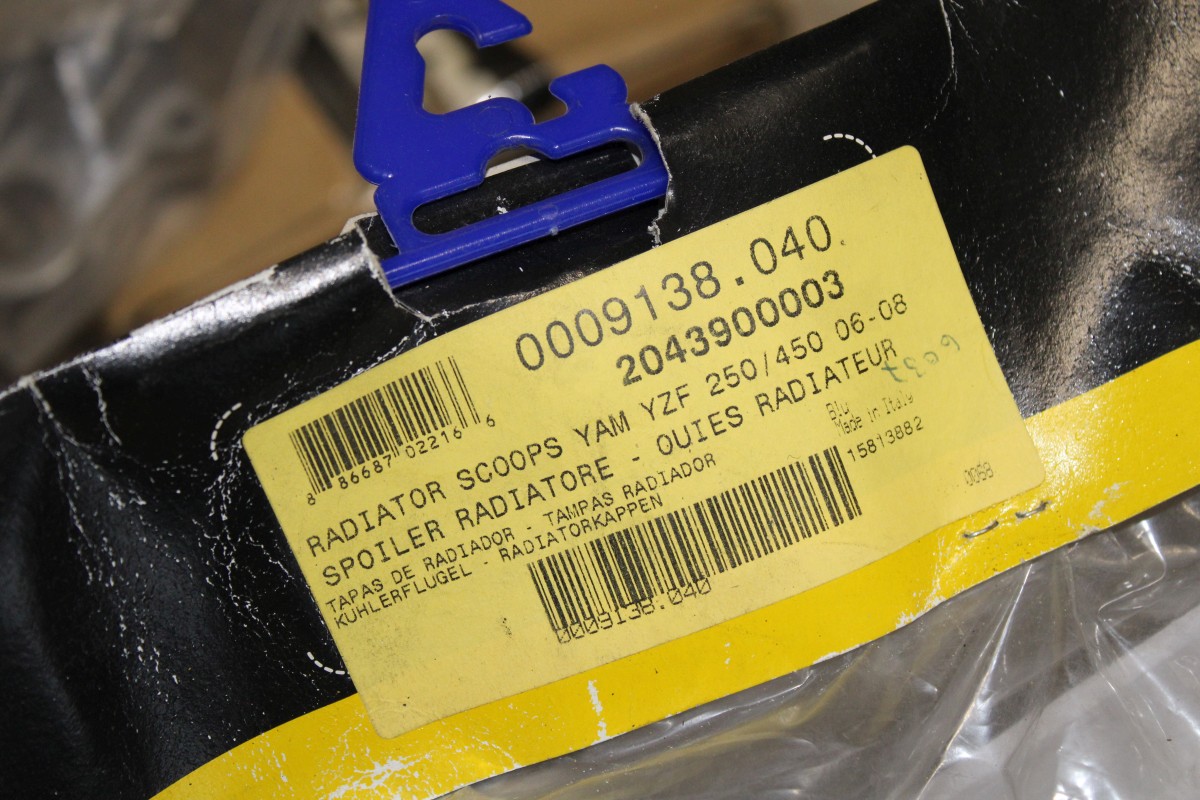 0009138.040.
2043900003
8 86687 02216 6
RADIATOR SCOOPS YAM YZF 250/450 06-08
SPOILER RADIATORE - OUIES RADIATEUR
TAPAS DE RADIADOR - TAMPAS RADIADOR
KUHLERFLUGEL - RADIATORKAPPEN
Blu
Made in Italy
15813882
0068
0009138.040